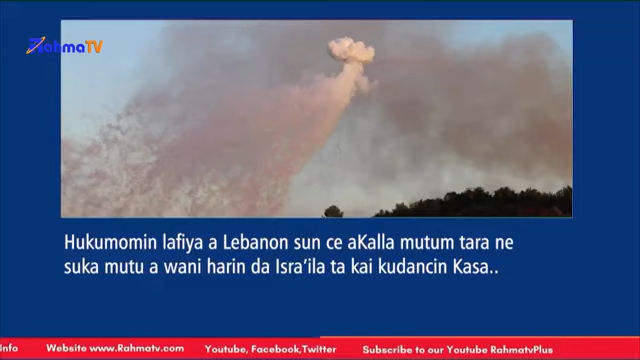 RahmaTV
Hukumomin lafiya a Lebanon sun ce aKalla mutum tara ne
suka mutu a wani harin da Isra'ila ta kai kudancin Kasa..
Info Website www.Rahmatv.com Youtube, Facebook,Twitter Subscribe to our Youtube RahmatvPlus